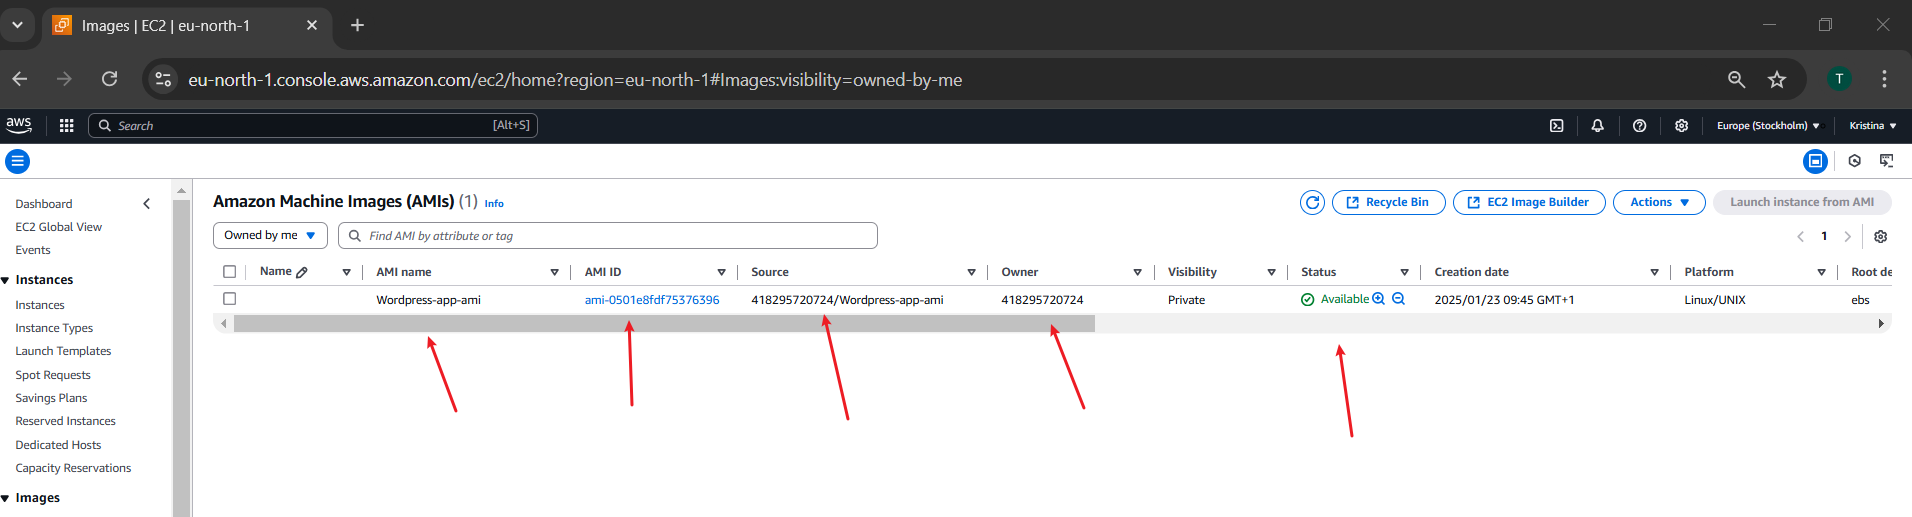 Images | EC2 | eu-north-1
eu-north-1.console.aws.amazon.com/ec2/home?region=eu-north-1#Images:visibility=owned-by-me
T
aws
Search
[Alt+S]
Europe (Stockholm)
Kristina
Dashboard
EC2 Global View
Events
Instances
Instances
Instance Types
Launch Templates
Spot Requests
Savings Plans
Reserved Instances
Dedicated Hosts
Capacity Reservations
Images
Amazon Machine Images (AMIs) (1) Info
Recycle Bin
EC2 Image Builder
Actions
Launch instance from AMI
Owned by me
Find AMI by attribute or tag
1
Name AMI name AMI ID Source Owner Visibility Status Creation date Platform Root de
Wordpress-app-ami ami-0501e8fdf75376396 418295720724/Wordpress-app-ami 418295720724 Private Available 2025/01/23 09:45 GMT+1 Linux/UNIX ebs